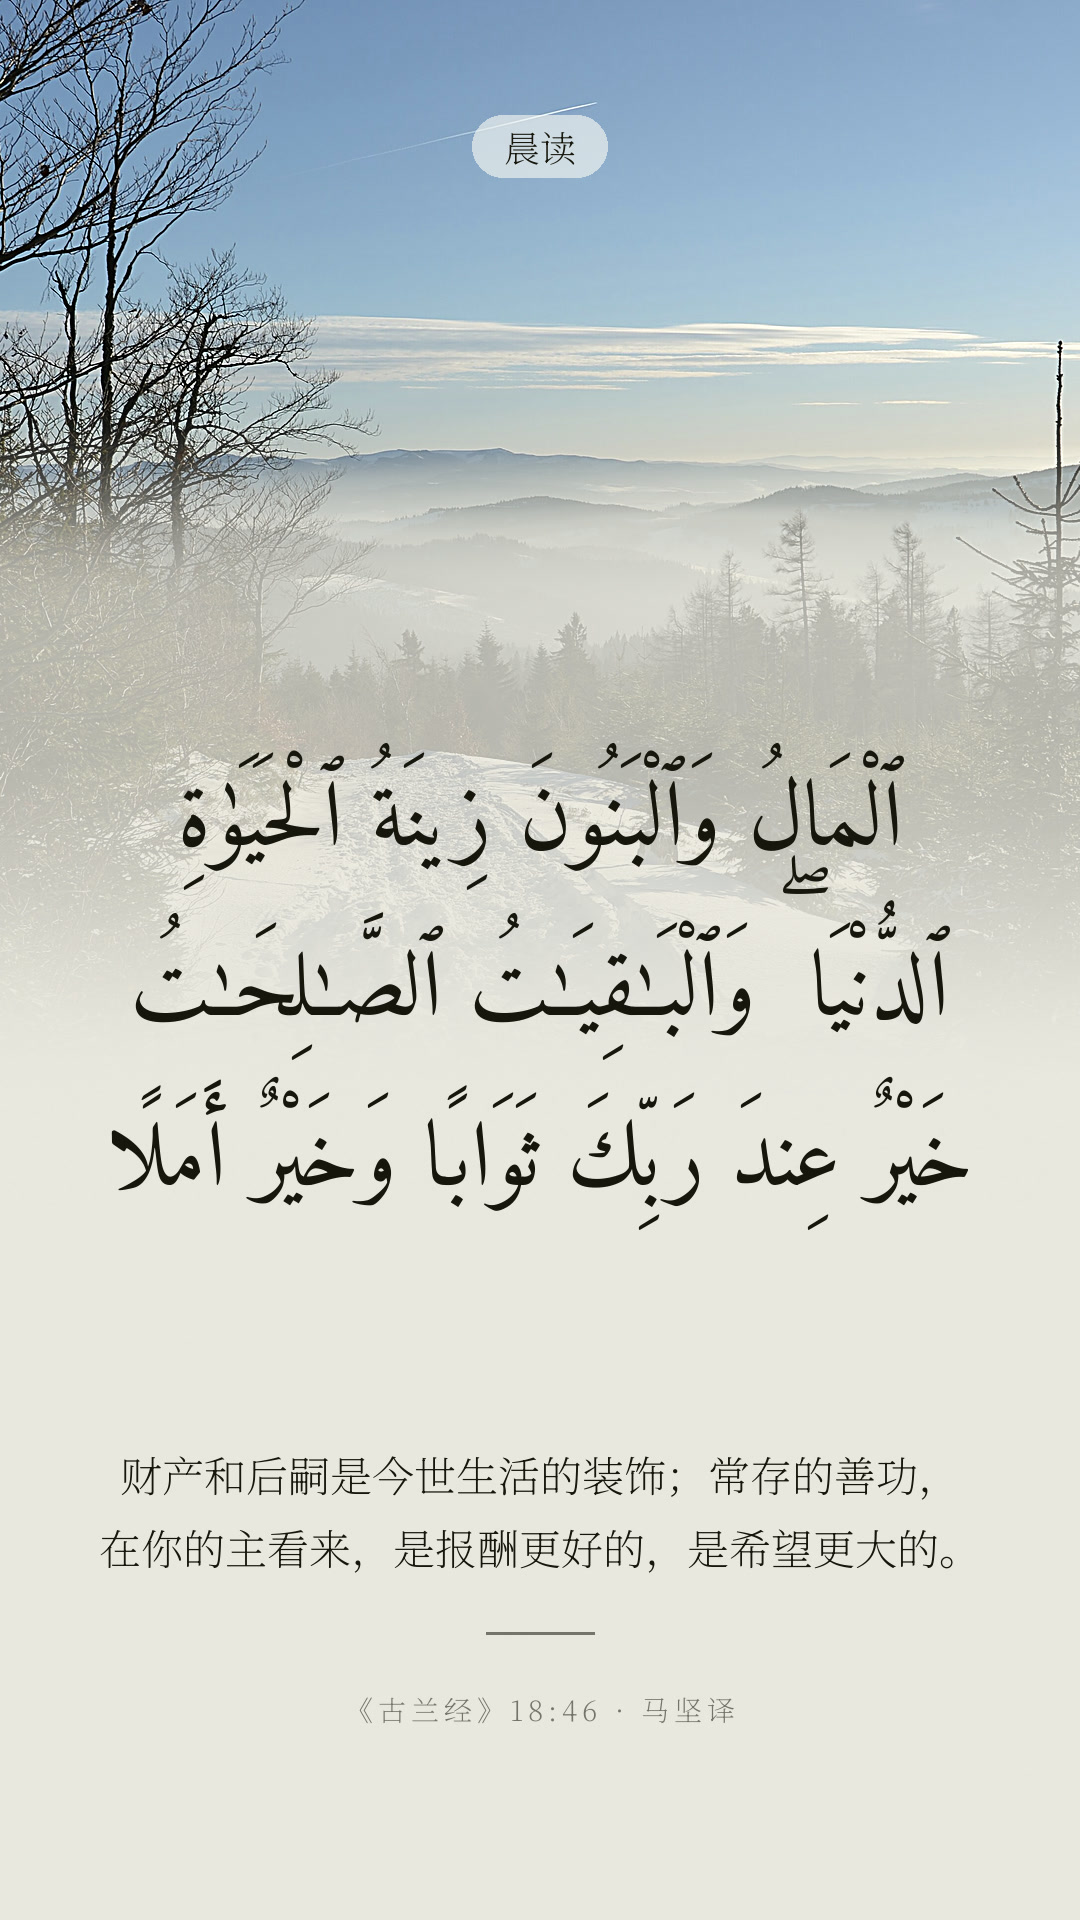 晨读
ٱلْمَالُ وَٱلْبَنُونَ زِينَةُ ٱلْحَيَوٰةِ
ٱلدُّنْيَا ۖ وَٱلْبَـٰقِيَـٰتُ ٱلصَّـٰلِحَـٰتُ
خَيْرٌ عِندَ رَبِّكَ ثَوَابًا وَخَيْرٌ أَمَلًا
财产和后嗣是今世生活的装饰；常存的善功，
在你的主看来，是报酬更好的，是希望更大的。
《古兰经》18:46 · 马坚译